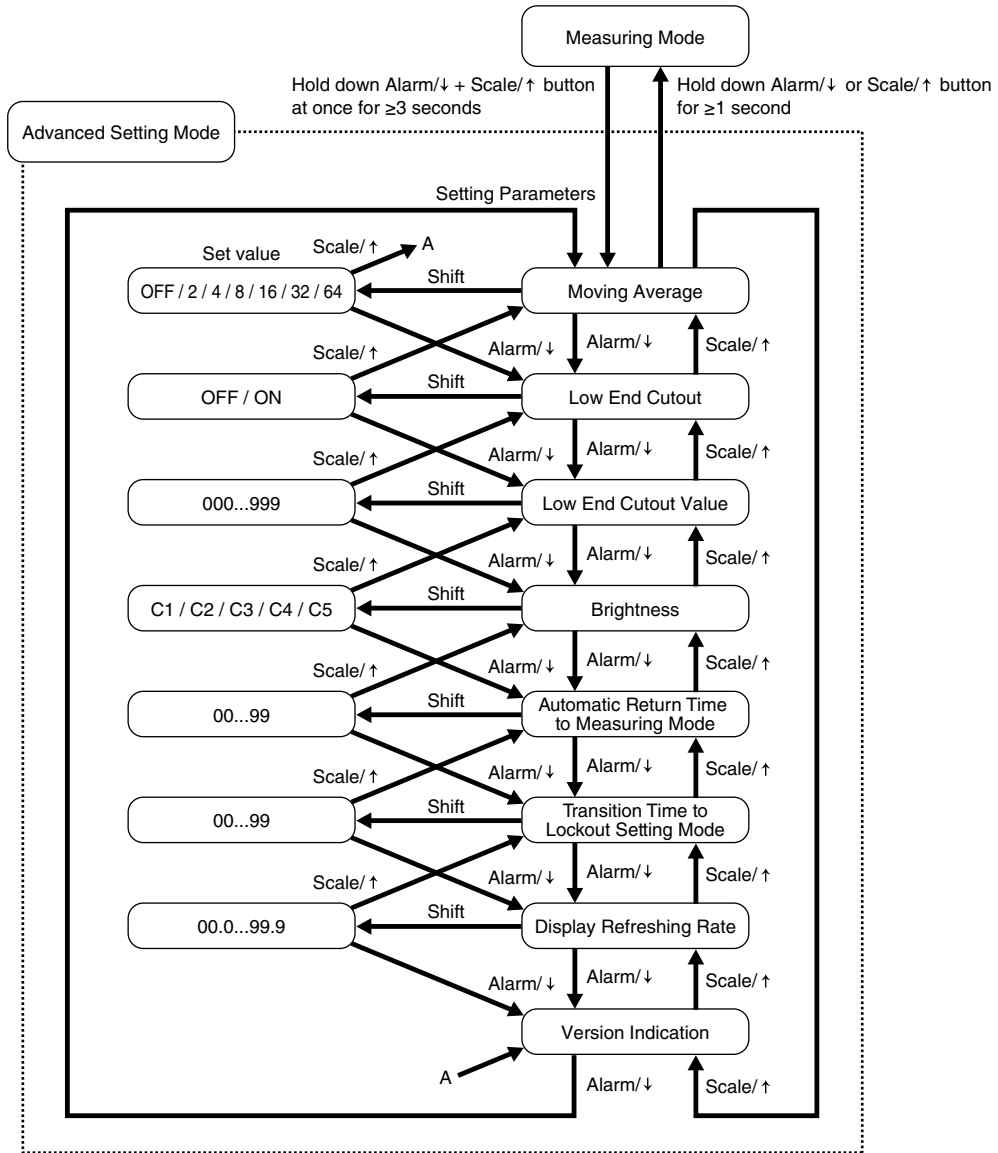 Measuring Mode
Hold down Alarm/↓ + Scale/↑ button
at once for ≥3 seconds
Hold down Alarm/↓ or Scale/↑ button
for ≥1 second
Advanced Setting Mode
Setting Parameters
Set value
Scale/↑
A
OFF / 2 / 4 / 8 / 16 / 32 / 64
Shift
Moving Average
Scale/↑
Alarm/↓
Alarm/↓
Scale/↑
OFF / ON
Shift
Low End Cutout
Scale/↑
Alarm/↓
Alarm/↓
Scale/↑
000...999
Shift
Low End Cutout Value
Scale/↑
Alarm/↓
Alarm/↓
Scale/↑
C1 / C2 / C3 / C4 / C5
Shift
Brightness
Scale/↑
Alarm/↓
Alarm/↓
Scale/↑
00...99
Shift
Automatic Return Time
to Measuring Mode
Scale/↑
Alarm/↓
Alarm/↓
Scale/↑
00...99
Shift
Transition Time to
Lockout Setting Mode
Scale/↑
Alarm/↓
Alarm/↓
Scale/↑
00.0...99.9
Shift
Display Refreshing Rate
Alarm/↓
Alarm/↓
Scale/↑
Version Indication
A
Alarm/↓
Scale/↑